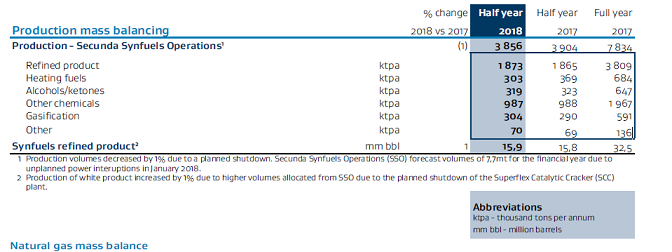 % change Half year Half year Full year
Production mass balancing 2018 vs 2017 2018 2017 2017
Production – Secunda Synfuels Operations¹ (1) 3 856 3 904 7 834
Refined product ktpa 1 873 1 865 3 809
Heating fuels ktpa 303 369 684
Alcohols/ketones ktpa 319 323 647
Other chemicals ktpa 987 988 1 967
Gasification ktpa 304 290 591
Other ktpa 70 69 136
Synfuels refined product² mm bbl 1 15,9 15,8 32,5
1 Production volumes decreased by 1% due to a planned shutdown. Secunda Synfuels Operations (SSO) forecast volumes of 7,7mt for the financial year due to
unplanned power interuptions in January 2018.
2 Production of white product increased by 1% due to higher volumes allocated from SSO due to the planned shutdown of the Superflex Catalytic Cracker (SCC)
plant.
Abbreviations
ktpa - thousand tons per annum
mm bbl - million barrels
Natural gas mass balance